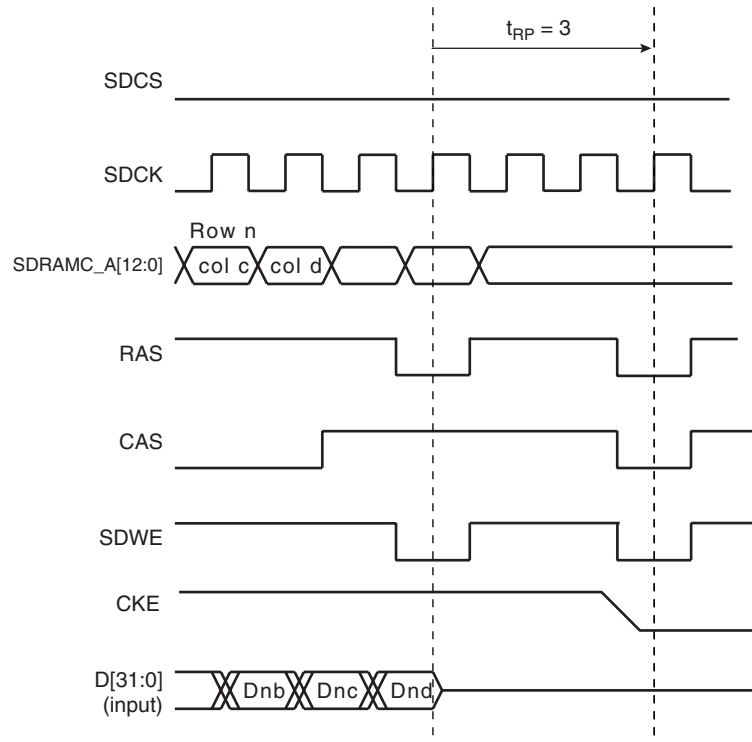 t_RP = 3
SDCS
SDCK
Row n
SDRAMC_A[12:0]
col c col d
RAS
CAS
SDWE
CKE
D[31:0]
(input)
Dnb Dnc Dnd